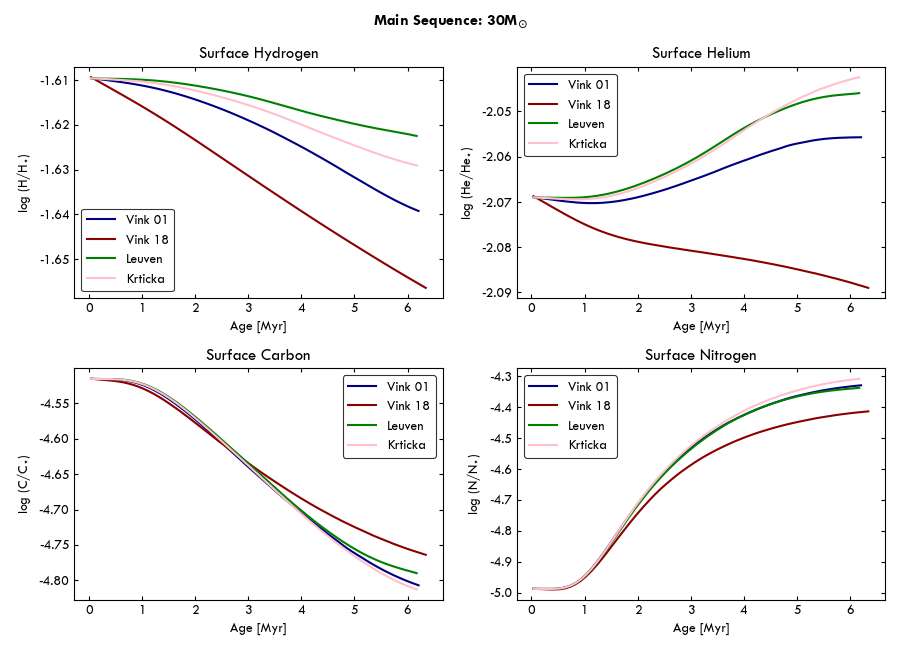 Main Sequence: 30M☉
Surface Hydrogen
-1.61
-1.62
-1.63
-1.64
-1.65
log (H/H⋆)
Vink 01
Vink 18
Leuven
Krticka
0 1 2 3 4 5 6
Age [Myr]
Surface Helium
-2.05
-2.06
-2.07
-2.08
-2.09
log (He/He⋆)
Vink 01
Vink 18
Leuven
Krticka
0 1 2 3 4 5 6
Age [Myr]
Surface Carbon
-4.55
-4.60
-4.65
-4.70
-4.75
-4.80
log (C/C⋆)
Vink 01
Vink 18
Leuven
Krticka
0 1 2 3 4 5 6
Age [Myr]
Surface Nitrogen
-4.3
-4.4
-4.5
-4.6
-4.7
-4.8
-4.9
-5.0
log (N/N⋆)
Vink 01
Vink 18
Leuven
Krticka
0 1 2 3 4 5 6
Age [Myr]